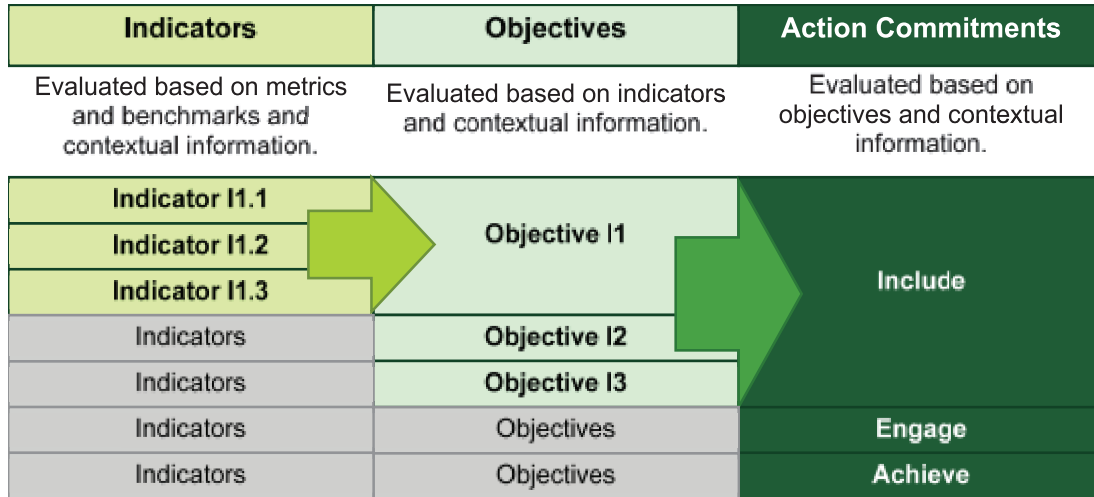 Indicators
Objectives
Action Commitments
Evaluated based on metrics
and benchmarks and
contextual information.
Evaluated based on indicators
and contextual information.
Evaluated based on
objectives and contextual
information.
Indicator I1.1
Indicator I1.2
Indicator I1.3
Objective I1
Include
Indicators
Objective I2
Indicators
Objective I3
Indicators
Objectives
Engage
Indicators
Objectives
Achieve